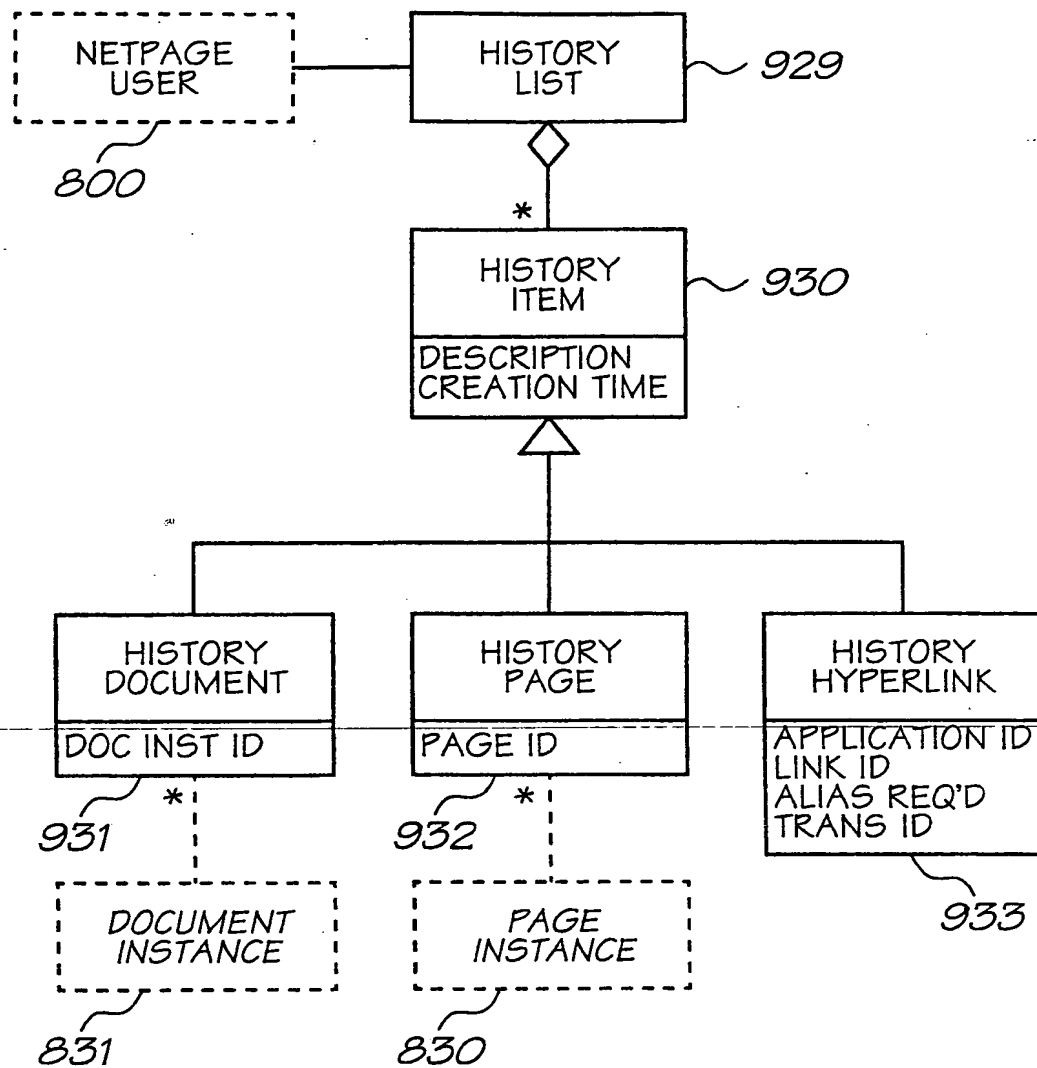 NETPAGE
USER
800
HISTORY
LIST
929
*
HISTORY
ITEM
930
DESCRIPTION
CREATION TIME
HISTORY
DOCUMENT
DOC INST ID
931
*
HISTORY
PAGE
PAGE ID
932
*
HISTORY
HYPERLINK
APPLICATION ID
LINK ID
ALIAS REQ'D
TRANS ID
933
DOCUMENT
INSTANCE
831
PAGE
INSTANCE
830